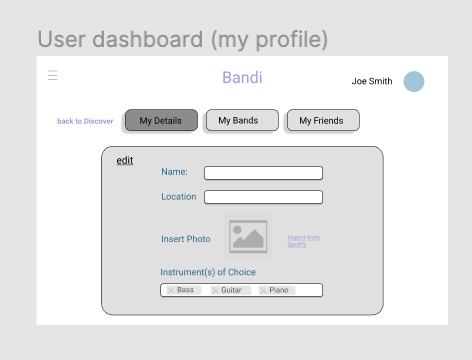 User dashboard (my profile)
Bandi
Joe Smith
back to Discover
My Details
My Bands
My Friends
edit
Name:
Location
Insert Photo
Import from
Spotify
Instrument(s) of Choice
Bass
Guitar
Piano